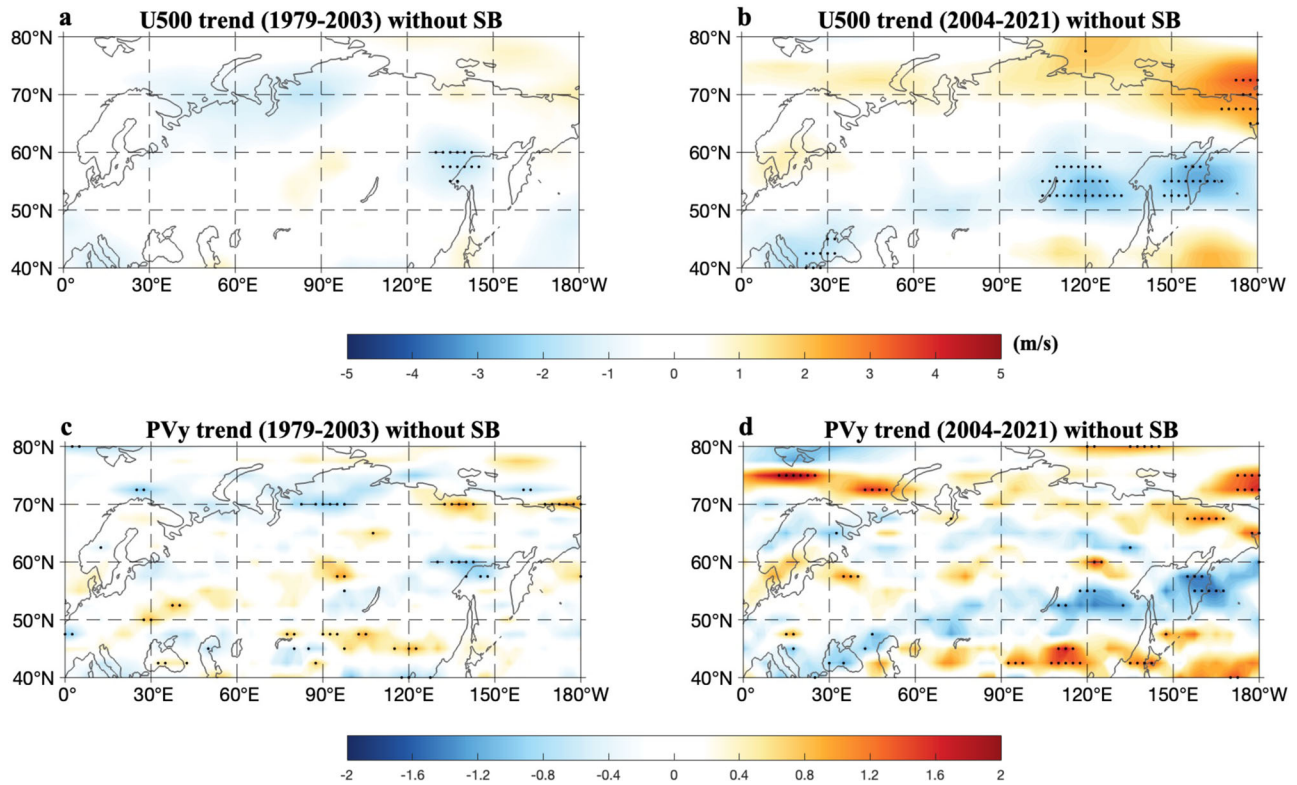 a U500 trend (1979-2003) without SB
b U500 trend (2004-2021) without SB
80°N
70°N
60°N
50°N
40°N
0° 30°E 60°E 90°E 120°E 150°E 180°W
80°N
70°N
60°N
50°N
40°N
0° 30°E 60°E 90°E 120°E 150°E 180°W
(m/s)
-5 -4 -3 -2 -1 0 1 2 3 4 5
c PVy trend (1979-2003) without SB
d PVy trend (2004-2021) without SB
80°N
70°N
60°N
50°N
40°N
0° 30°E 60°E 90°E 120°E 150°E 180°W
80°N
70°N
60°N
50°N
40°N
0° 30°E 60°E 90°E 120°E 150°E 180°W
-2 -1.6 -1.2 -0.8 -0.4 0 0.4 0.8 1.2 1.6 2